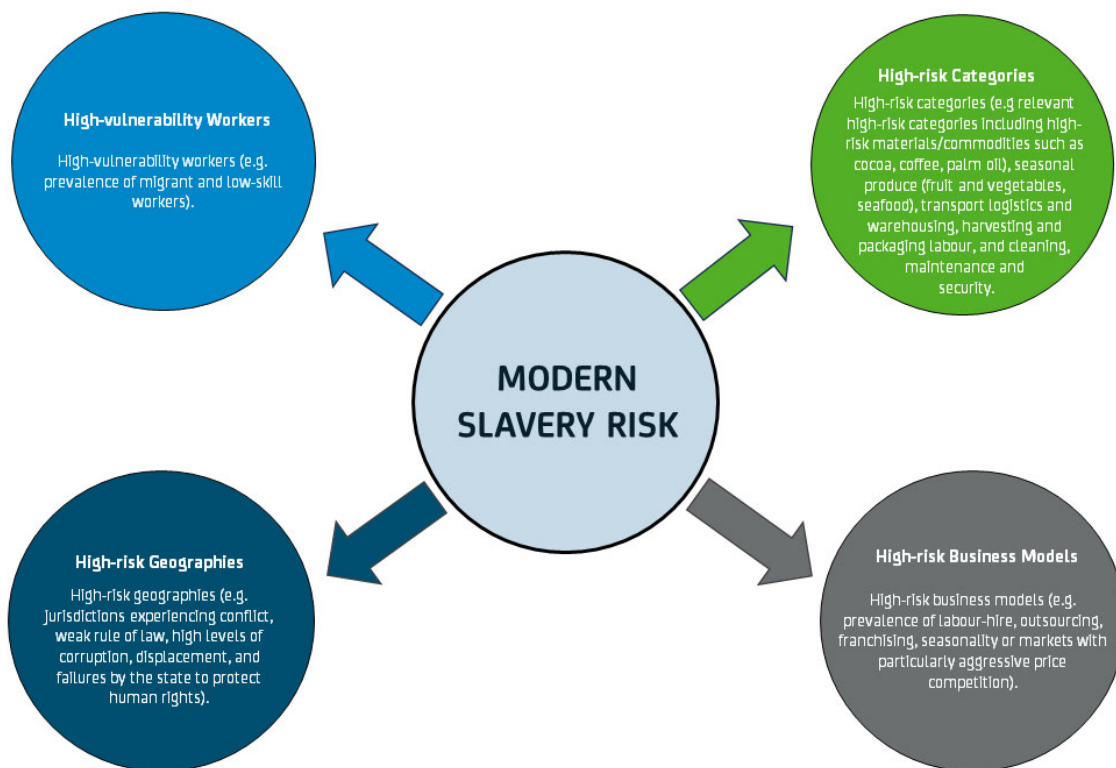 High-vulnerability Workers
High-vulnerability workers (e.g.
prevalence of migrant and low-skill
workers).
High-risk Categories
High-risk categories (e.g relevant
high-risk categories including high-
risk materials/commodities such as
cocoa, coffee, palm oil), seasonal
produce (fruit and vegetables,
seafood), transport logistics and
warehousing, harvesting and
packaging labour, and cleaning,
maintenance and
security.
MODERN
SLAVERY RISK
High-risk Geographies
High-risk geographies (e.g.
jurisdictions experiencing conflict,
weak rule of law, high levels of
corruption, displacement, and
failures by the state to protect
human rights).
High-risk Business Models
High-risk business models (e.g.
prevalence of labour-hire, outsourcing,
franchising, seasonality or markets with
particularly aggressive price
competition).